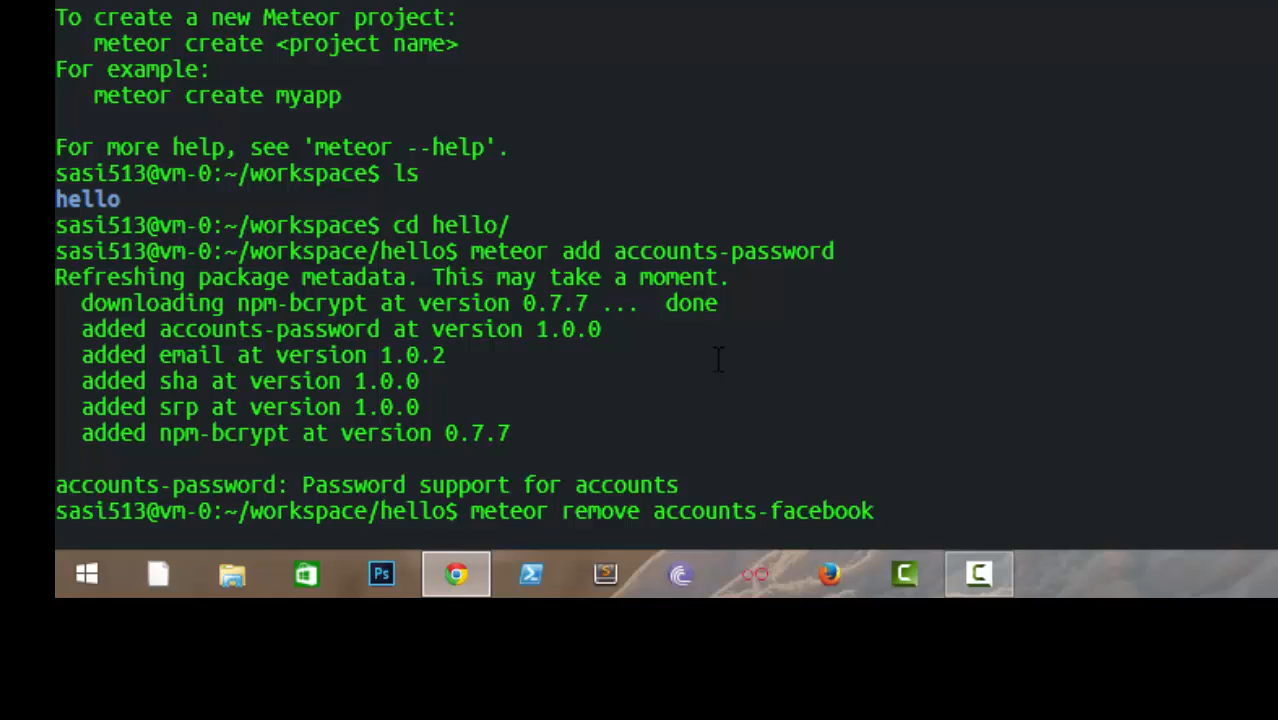 To create a new Meteor project:
meteor create <project name>
For example:
meteor create myapp
For more help, see 'meteor --help'.
sasi513@vm-0:~/workspace$ ls
hello
sasi513@vm-0:~/workspace$ cd hello/
sasi513@vm-0:~/workspace/hello$ meteor add accounts-password
Refreshing package metadata. This may take a moment.
downloading npm-bcrypt at version 0.7.7 ... done
added accounts-password at version 1.0.0
added email at version 1.0.2
added sha at version 1.0.0
added srp at version 1.0.0
added npm-bcrypt at version 0.7.7
accounts-password: Password support for accounts
sasi513@vm-0:~/workspace/hello$ meteor remove accounts-facebook
Ps